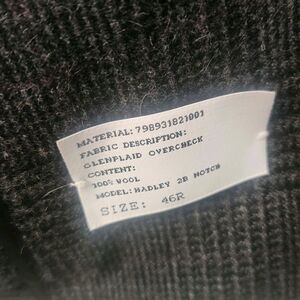 MATERIAL: 798931821001
FABRIC DESCRIPTION:
GLENPLAID OVERCHECK
CONTENT:
100% WOOL
MODEL: HADLEY 2B NOTCH
SIZE: 46R